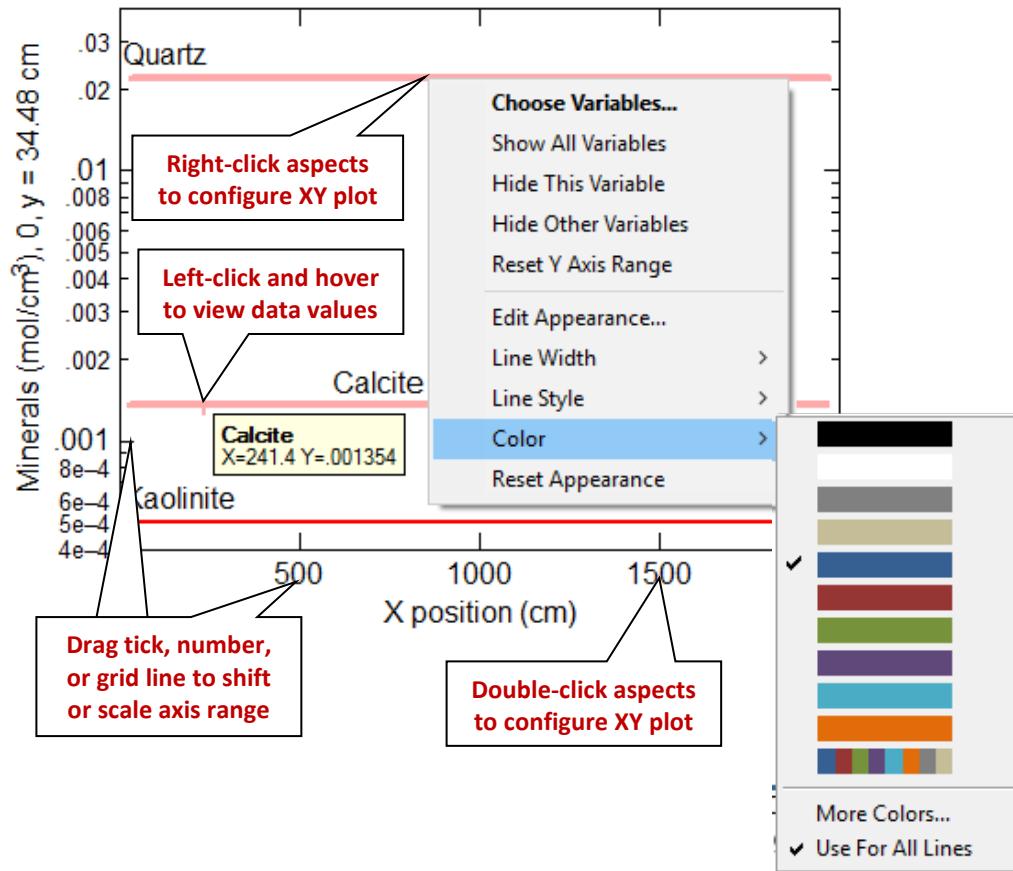 Minerals (mol/cm³), 0, y = 34.48 cm
.03
.02
.01
.008
.006
.005
.004
.003
.002
.001
8e–4
6e–4
5e–4
4e–4
Quartz
Right-click aspects
to configure XY plot
Left-click and hover
to view data values
Calcite
Calcite
X=241.4 Y=.001354
Kaolinite
500
1000
1500
X position (cm)
Drag tick, number,
or grid line to shift
or scale axis range
Double-click aspects
to configure XY plot
Choose Variables...
Show All Variables
Hide This Variable
Hide Other Variables
Reset Y Axis Range
Edit Appearance...
Line Width
Line Style
Color
Reset Appearance
More Colors...
Use For All Lines